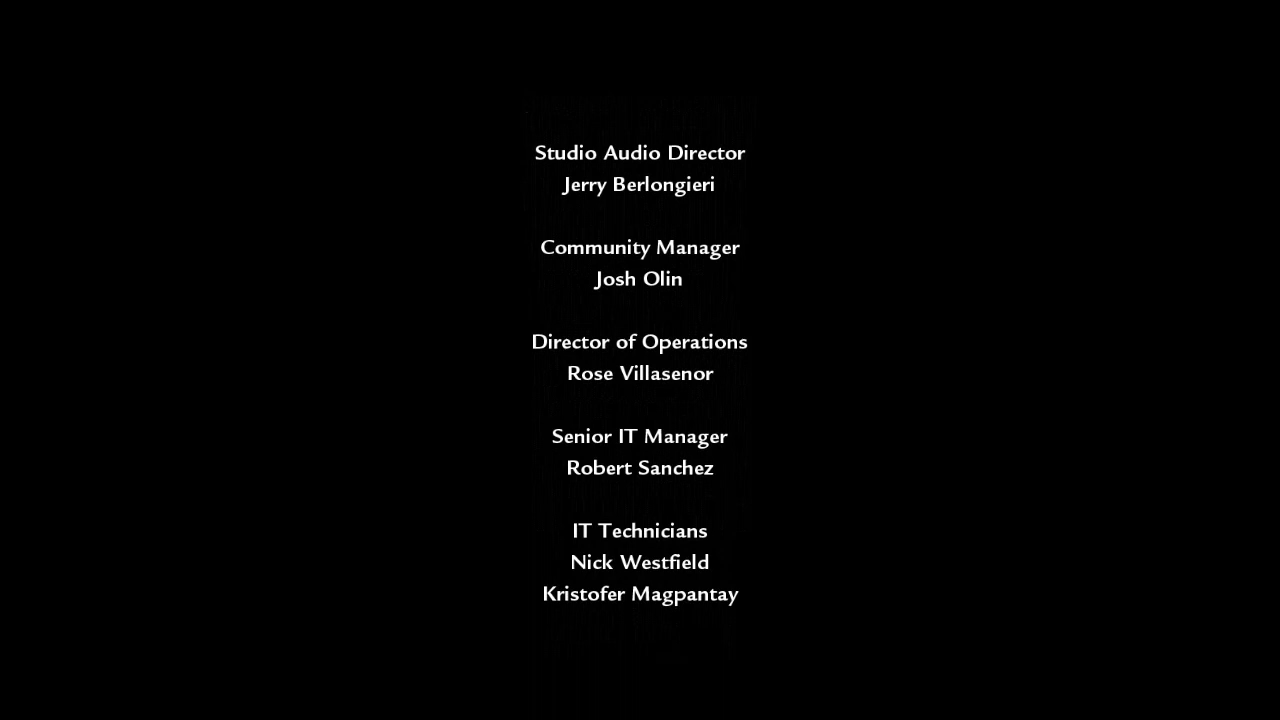 Studio Audio Director
Jerry Berlongieri
Community Manager
Josh Olin
Director of Operations
Rose Villasenor
Senior IT Manager
Robert Sanchez
IT Technicians
Nick Westfield
Kristofer Magpantay